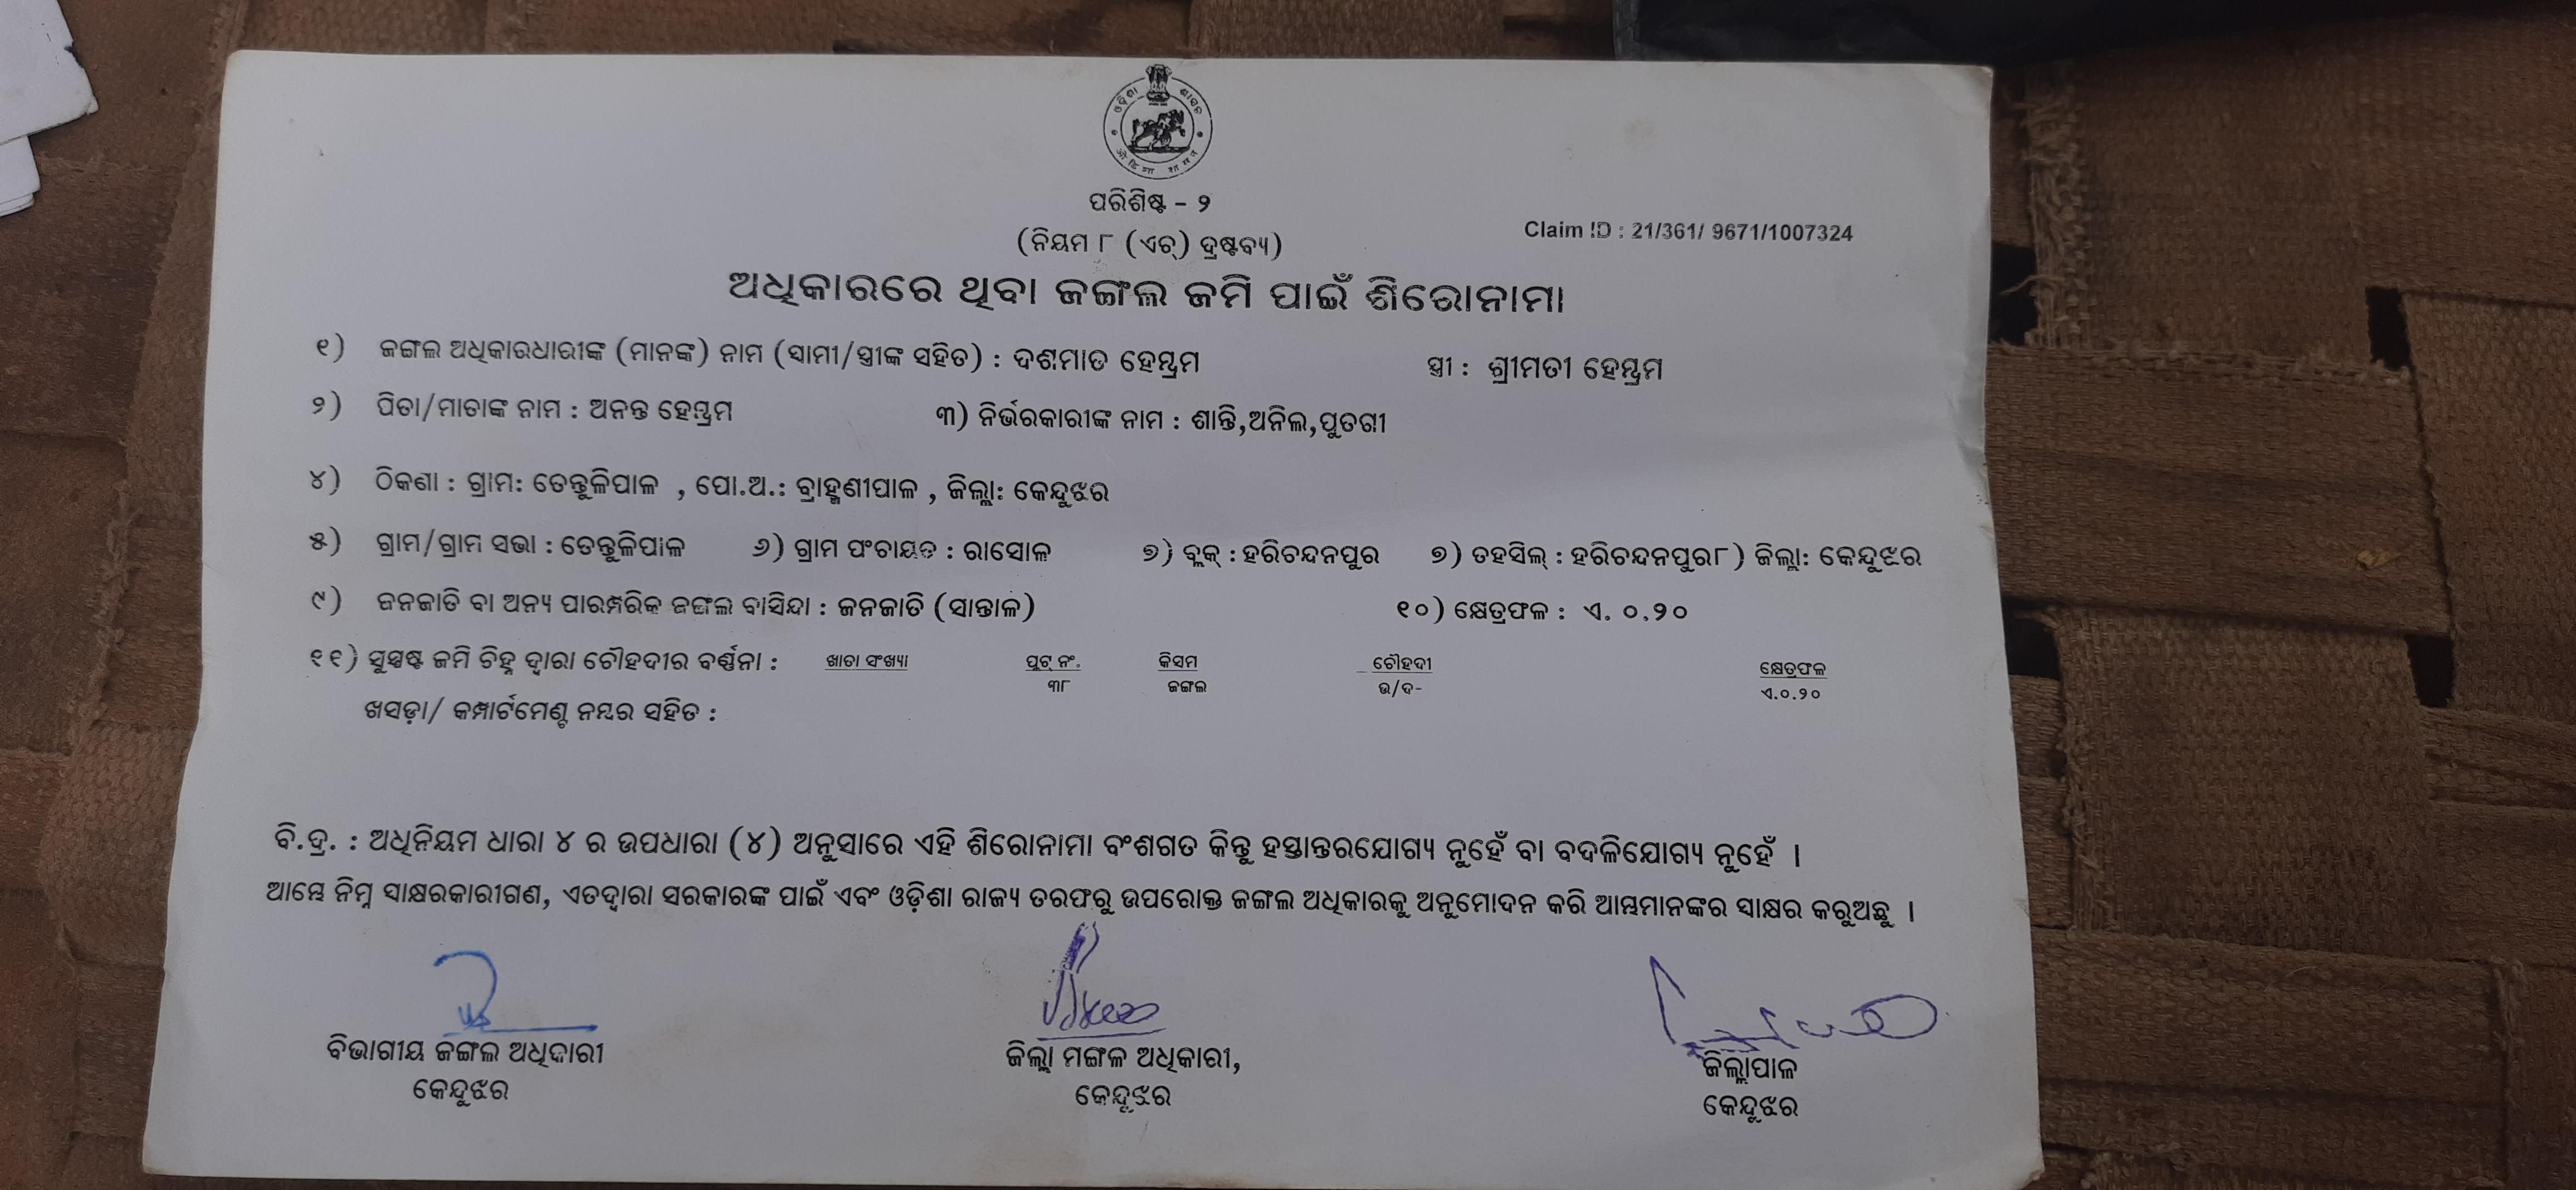 ଓଡ଼ିଶା ଶାସନ
ओड़िशा शासन
ପରିଶିଷ୍ଟ - ୨
(ନିୟମ ୮ (ଏଚ୍) ଦ୍ରଷ୍ଟବ୍ୟ)
Claim ID : 21/361/ 9671/1007324
ଅଧିକାରରେ ଥିବା ଜଙ୍ଗଲ ଜମି ପାଇଁ ଶିରୋନାମା
୧) ଜଙ୍ଗଲ ଅଧିକାରଧାରୀଙ୍କ (ମାନଙ୍କ) ନାମ (ସ୍ବାମୀ/ସ୍ତ୍ରୀଙ୍କ ସହିତ) : ଦଶମାତ ହେମ୍ବ୍ରମ ସ୍ତ୍ରୀ : ଶ୍ରୀମତୀ ହେମ୍ବ୍ରମ
୨) ପିତା/ମାତାଙ୍କ ନାମ : ଅନନ୍ତ ହେମ୍ବ୍ରମ ୩) ନିର୍ଭରକାରୀଙ୍କ ନାମ : ଶାନ୍ତି,ଅନିଲ,ପୁତଗୀ
୪) ଠିକଣା : ଗ୍ରାମ: ତେନ୍ତୁଳିପାଳ , ପୋ.ଅ.: ବ୍ରାହ୍ମଣୀପାଳ , ଜିଲ୍ଲା: କେନ୍ଦୁଝର
୫) ଗ୍ରାମ/ଗ୍ରାମ ସଭା : ତେନ୍ତୁଳିପାଳ ୬) ଗ୍ରାମ ପଂଚାୟତ : ରାସୋଳ ୭) ବ୍ଲକ୍ : ହରିଚନ୍ଦନପୁର ୭) ତହସିଲ୍ : ହରିଚନ୍ଦନପୁର ୮) ଜିଲ୍ଲା: କେନ୍ଦୁଝର
୯) ଜନଜାତି ବା ଅନ୍ୟ ପାରମ୍ପରିକ ଜଙ୍ଗଲ ବାସିନ୍ଦା : ଜନଜାତି (ସାନ୍ତାଳ) ୧୦) କ୍ଷେତ୍ରଫଳ : ଏ. ୦.୨୦
୧୧) ସୁସ୍ପଷ୍ଟ ଜମି ଚିହ୍ନ ଦ୍ୱାରା ଚୌହଦୀର ବର୍ଣ୍ଣନା : ଖାତା ସଂଖ୍ୟା ପ୍ଲଟ୍ ନଂ. କିସମ ଚୌହଦୀ କ୍ଷେତ୍ରଫଳ
୩୮ ଜଙ୍ଗଲ ଉ/ଦ- ଏ.୦.୨୦
ଖସଡ଼ା/ କମ୍ପାର୍ଟମେଣ୍ଟ ନମ୍ବର ସହିତ :
ବି.ଦ୍ର. : ଅଧିନିୟମ ଧାରା ୪ ର ଉପଧାରା (୪) ଅନୁସାରେ ଏହି ଶିରୋନାମା ବଂଶଗତ କିନ୍ତୁ ହସ୍ତାନ୍ତରଯୋଗ୍ୟ ନୁହେଁ ବା ବଦଳିଯୋଗ୍ୟ ନୁହେଁ ।
ଆମ୍ଭେ ନିମ୍ନ ସାକ୍ଷରକାରୀଗଣ, ଏତଦ୍ୱାରା ସରକାରଙ୍କ ପାଇଁ ଏବଂ ଓଡ଼ିଶା ରାଜ୍ୟ ତରଫରୁ ଉପରୋକ୍ତ ଜଙ୍ଗଲ ଅଧିକାରକୁ ଅନୁମୋଦନ କରି ଆମ୍ଭମାନଙ୍କର ସ୍ୱାକ୍ଷର କରୁଅଛୁ ।
ବିଭାଗୀୟ ଜଙ୍ଗଲ ଅଧିକାରୀ ଜିଲ୍ଲା ମଙ୍ଗଳ ଅଧିକାରୀ, ଜିଲ୍ଲାପାଳ
କେନ୍ଦୁଝର କେନ୍ଦୁଝର କେନ୍ଦୁଝର